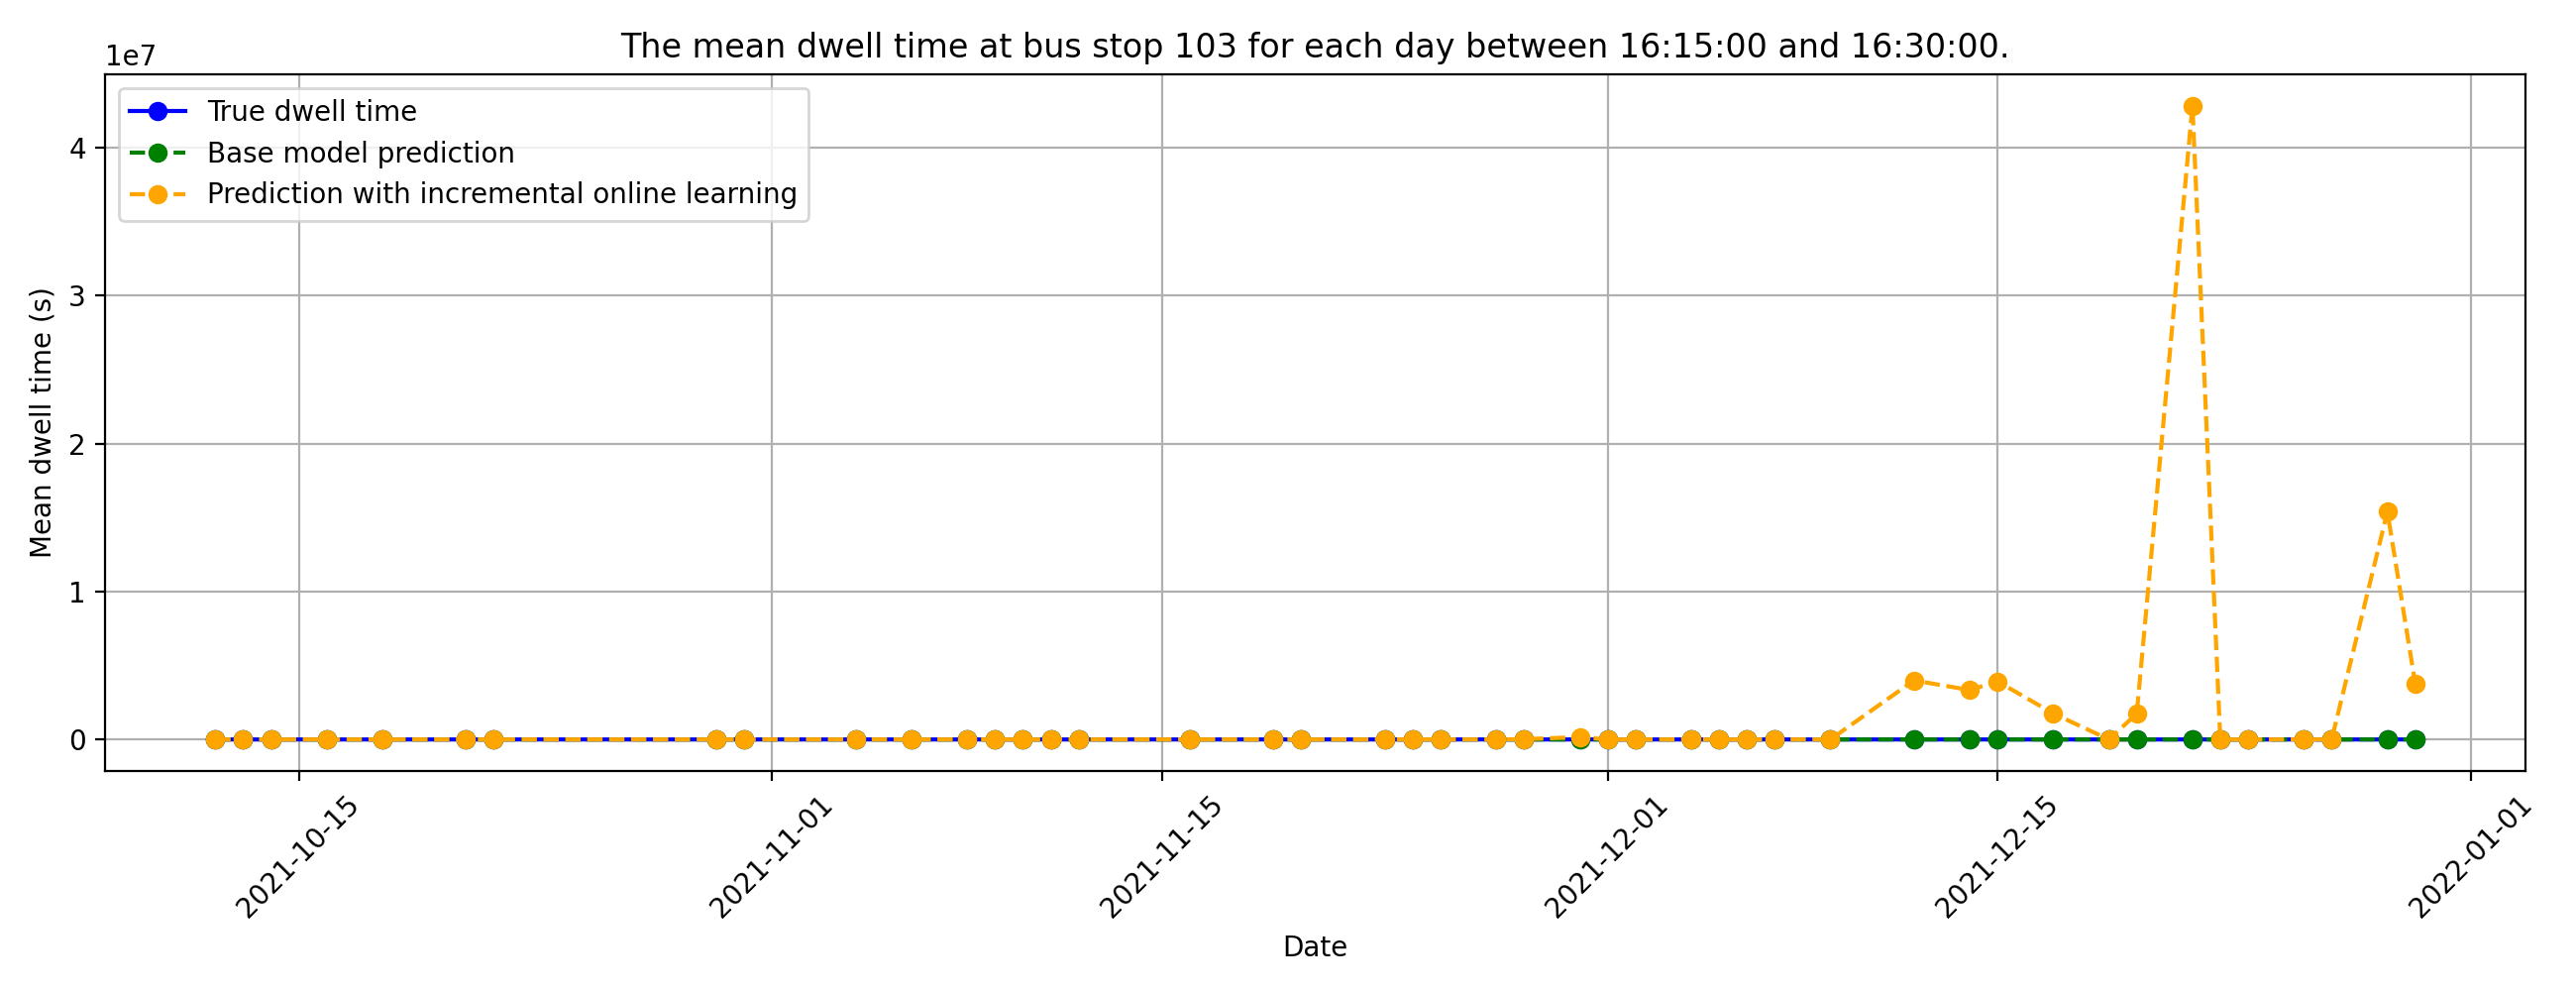 The mean dwell time at bus stop 103 for each day between 16:15:00 and 16:30:00.
1e7
True dwell time
Base model prediction
Prediction with incremental online learning
Mean dwell time (s)
4
3
2
1
0
2021-10-15
2021-11-01
2021-11-15
2021-12-01
2021-12-15
2022-01-01
Date